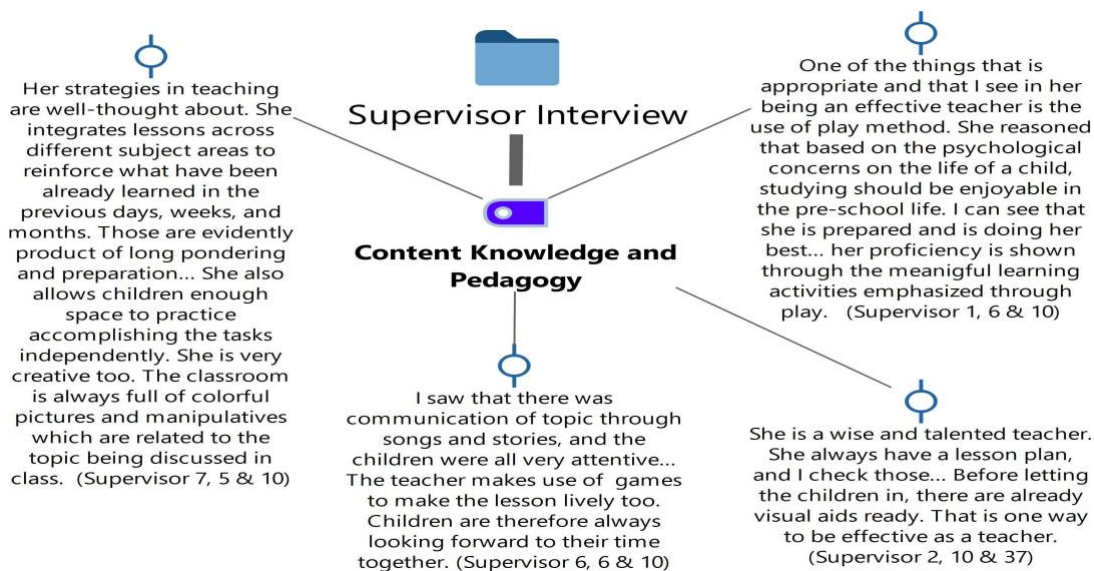 Supervisor Interview
Content Knowledge and
Pedagogy
Her strategies in teaching
are well-thought about. She
integrates lessons across
different subject areas to
reinforce what have been
already learned in the
previous days, weeks, and
months. Those are evidently
product of long pondering
and preparation... She also
allows children enough
space to practice
accomplishing the tasks
independently. She is very
creative too. The classroom
is always full of colorful
pictures and manipulatives
which are related to the
topic being discussed in
class. (Supervisor 7, 5 & 10)
I saw that there was
communication of topic through
songs and stories, and the
children were all very attentive...
The teacher makes use of games
to make the lesson lively too.
Children are therefore always
looking forward to their time
together. (Supervisor 6, 6 & 10)
One of the things that is
appropriate and that I see in her
being an effective teacher is the
use of play method. She reasoned
that based on the psychological
concerns on the life of a child,
studying should be enjoyable in
the pre-school life. I can see that
she is prepared and is doing her
best... her proficiency is shown
through the meanigful learning
activities emphasized through
play. (Supervisor 1, 6 & 10)
She is a wise and talented teacher.
She always have a lesson plan,
and I check those... Before letting
the children in, there are already
visual aids ready. That is one way
to be effective as a teacher.
(Supervisor 2, 10 & 37)